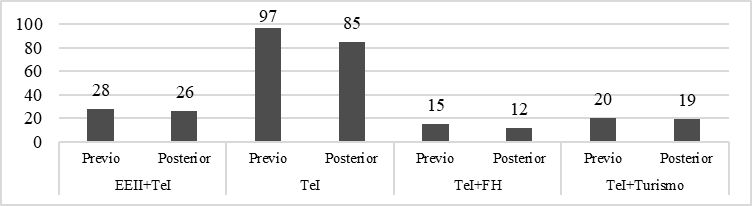 100
80
60
40
20
0
28 26 97 85 15 12 20 19
Previo Posterior Previo Posterior Previo Posterior Previo Posterior
EEII+TeI TeI TeI+FH TeI+Turismo